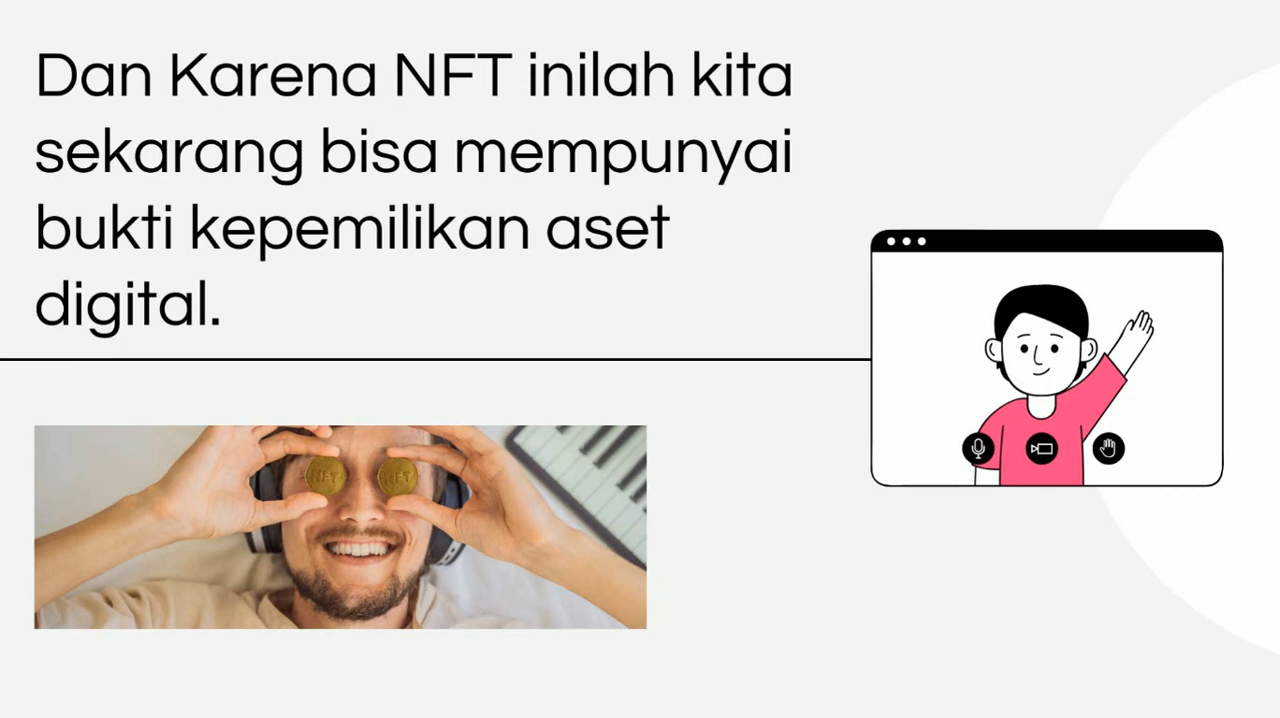 Dan Karena NFT inilah kita
sekarang bisa mempunyai
bukti kepemilikan aset
digital.
NFT NFT